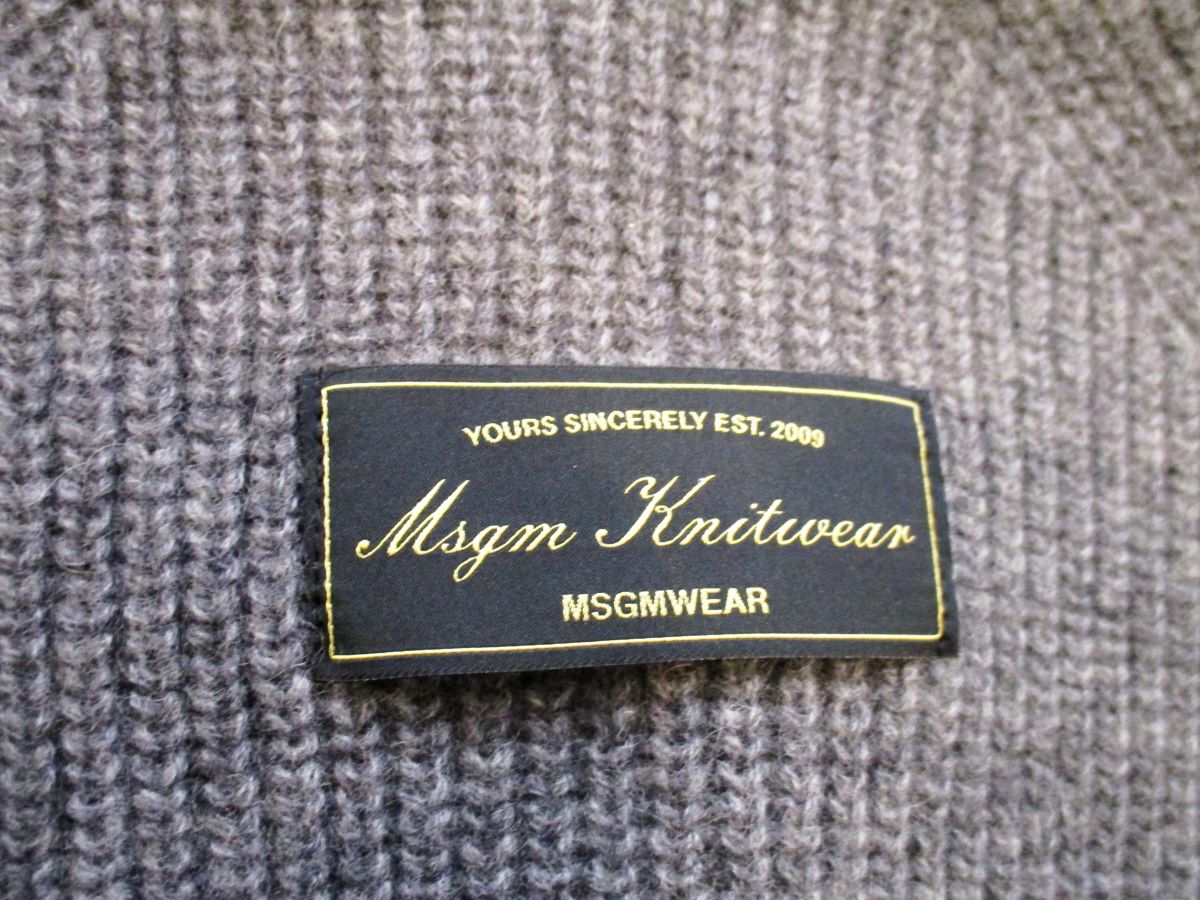 YOURS SINCERELY EST. 2009
Msgm Knitwear
MSGMWEAR